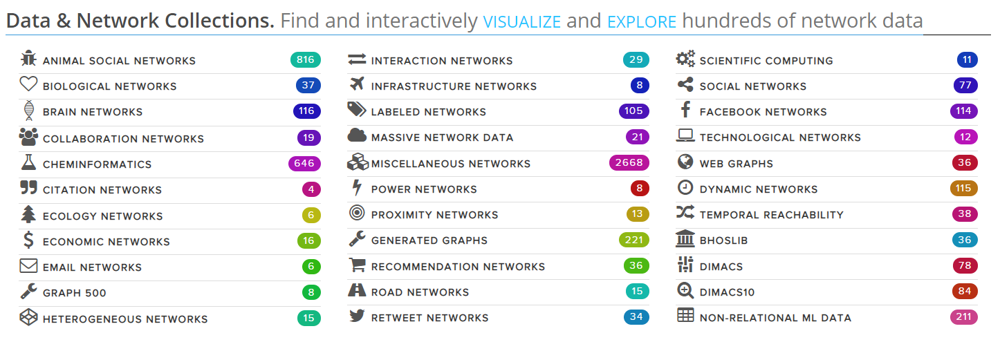 Data & Network Collections. Find and interactively VISUALIZE and EXPLORE hundreds of network data
ANIMAL SOCIAL NETWORKS 816
BIOLOGICAL NETWORKS 37
BRAIN NETWORKS 116
COLLABORATION NETWORKS 19
CHEMINFORMATICS 646
CITATION NETWORKS 4
ECOLOGY NETWORKS 6
ECONOMIC NETWORKS 16
EMAIL NETWORKS 6
GRAPH 500 8
HETEROGENEOUS NETWORKS 15
INTERACTION NETWORKS 29
INFRASTRUCTURE NETWORKS 8
LABELED NETWORKS 105
MASSIVE NETWORK DATA 21
MISCELLANEOUS NETWORKS 2668
POWER NETWORKS 8
PROXIMITY NETWORKS 13
GENERATED GRAPHS 221
RECOMMENDATION NETWORKS 36
ROAD NETWORKS 15
RETWEET NETWORKS 34
SCIENTIFIC COMPUTING 11
SOCIAL NETWORKS 77
FACEBOOK NETWORKS 114
TECHNOLOGICAL NETWORKS 12
WEB GRAPHS 36
DYNAMIC NETWORKS 115
TEMPORAL REACHABILITY 38
BHOSLIB 36
DIMACS 78
DIMACS10 84
NON-RELATIONAL ML DATA 211